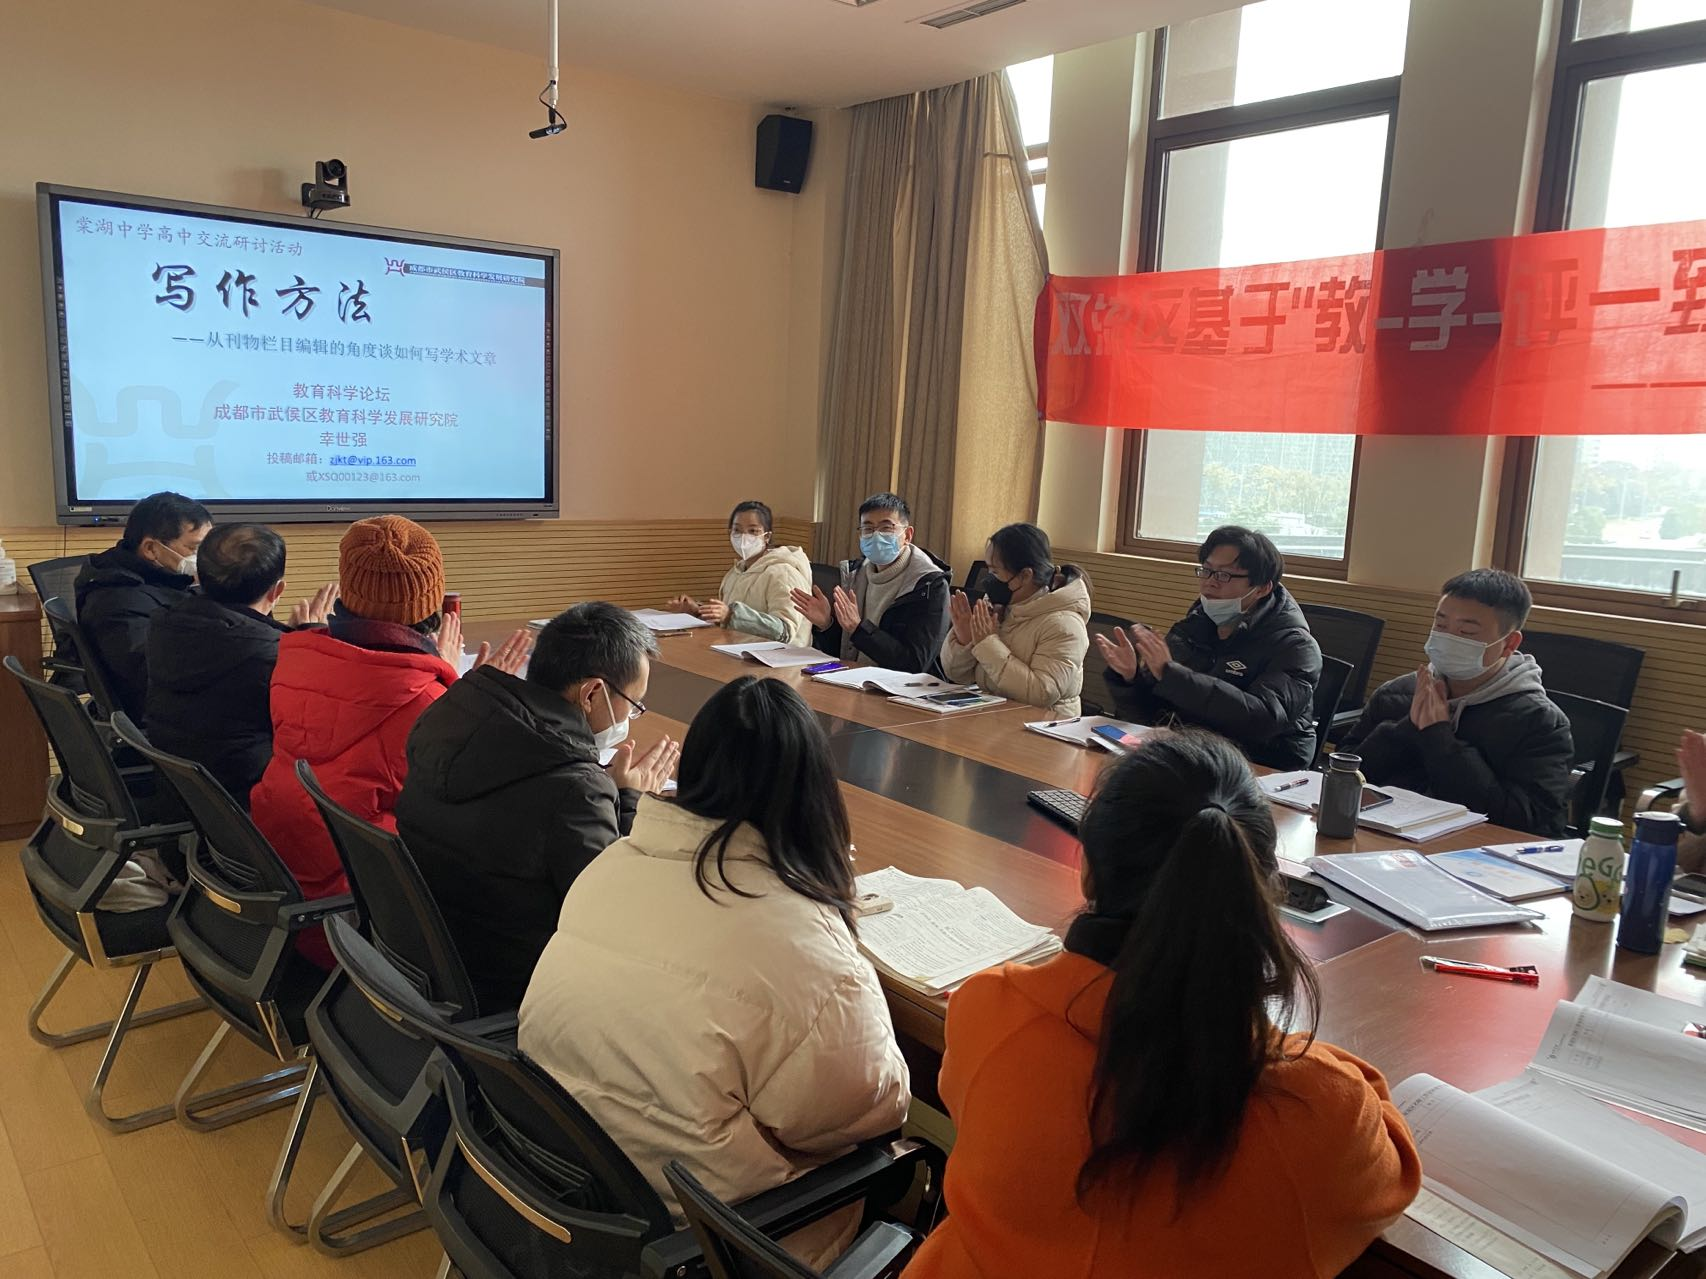 棠湖中学高中交流研讨活动
成都市武侯区教育科学发展研究院
写作方法
——从刊物栏目编辑的角度谈如何写学术文章
教育科学论坛
成都市武侯区教育科学发展研究院
幸世强
投稿邮箱：zjkt@vip.163.com
或XSQ00123@163.com
Donview
双流区基于"教—学—评一致
umbro